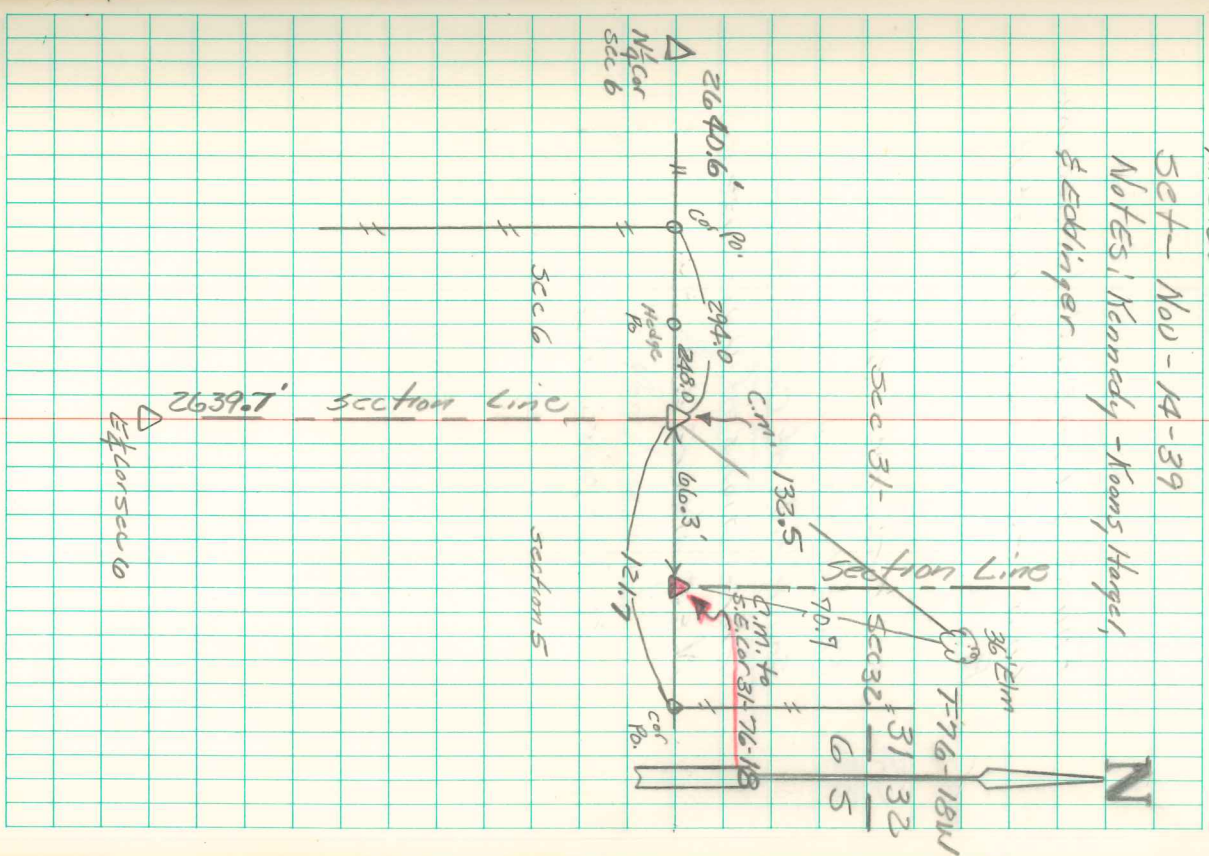 Set - Nov - 14 - 39
Notes; Kennedy - Koons, Harger,
& Eddinger
N
T-76-18W
31 32
6 5
36" Elm
Sec 31-
Sec 32
Section Line
132.5
70.7
C.m.
C.m. to
S.E. Cor 31-76-18
N 1/4 Cor
Sec 6
2640.6'
Cor Po.
294.0
Hedge
Po
248.0
66.3'
121.7
Cor
Po.
Sec 6
Section 5
2639.7' section Line
E 1/4 Cor sec 6